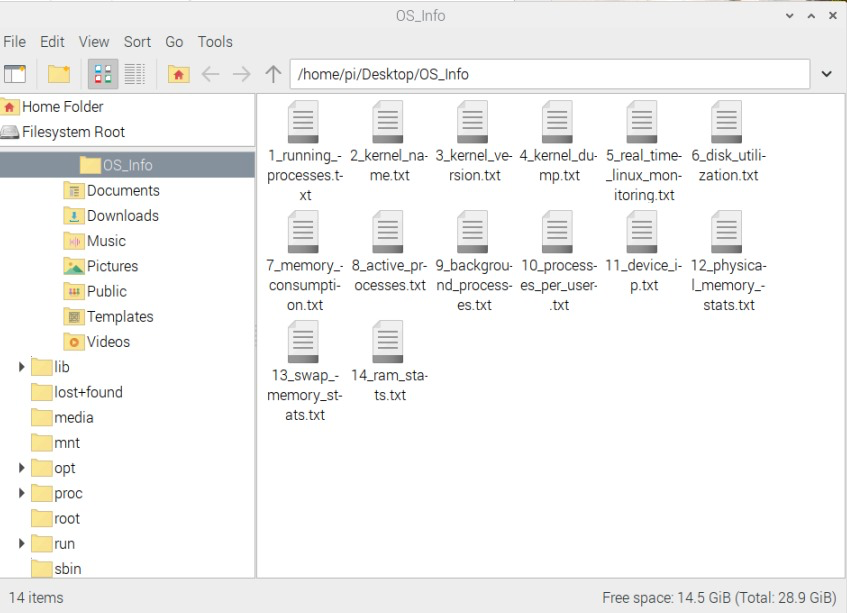 OS_Info
File Edit View Sort Go Tools
/home/pi/Desktop/OS_Info
Home Folder
Filesystem Root
OS_Info
Documents
Downloads
Music
Pictures
Public
Templates
Videos
lib
lost+found
media
mnt
opt
proc
root
run
sbin
1_running_-
processes.t-
xt
2_kernel_na-
me.txt
3_kernel_ve-
rsion.txt
4_kernel_du-
mp.txt
5_real_time-
_linux_mon-
itoring.txt
6_disk_utili-
zation.txt
7_memory_-
consumpti-
on.txt
8_active_pr-
ocesses.txt
9_backgrou-
nd_process-
es.txt
10_process-
es_per_user-
.txt
11_device_i-
p.txt
12_physica-
l_memory_-
stats.txt
13_swap_-
memory_st-
ats.txt
14_ram_sta-
ts.txt
14 items
Free space: 14.5 GiB (Total: 28.9 GiB)